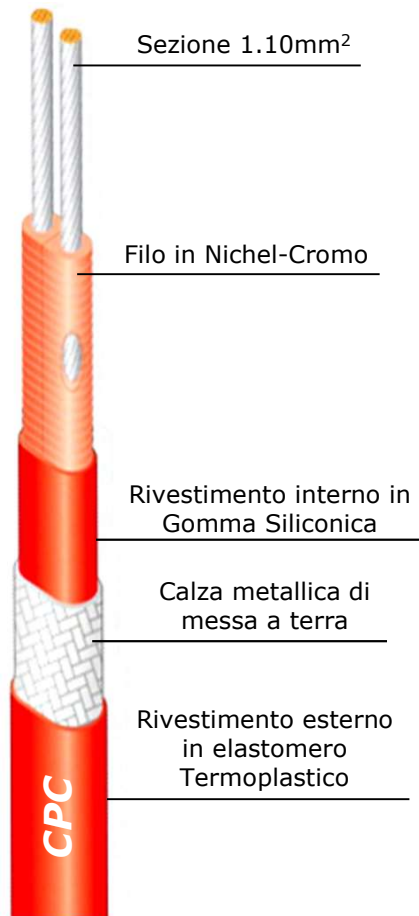 Sezione 1.10mm²
Filo in Nichel-Cromo
Rivestimento interno in
Gomma Siliconica
Calza metallica di
messa a terra
Rivestimento esterno
in elastomero
Termoplastico
CPC